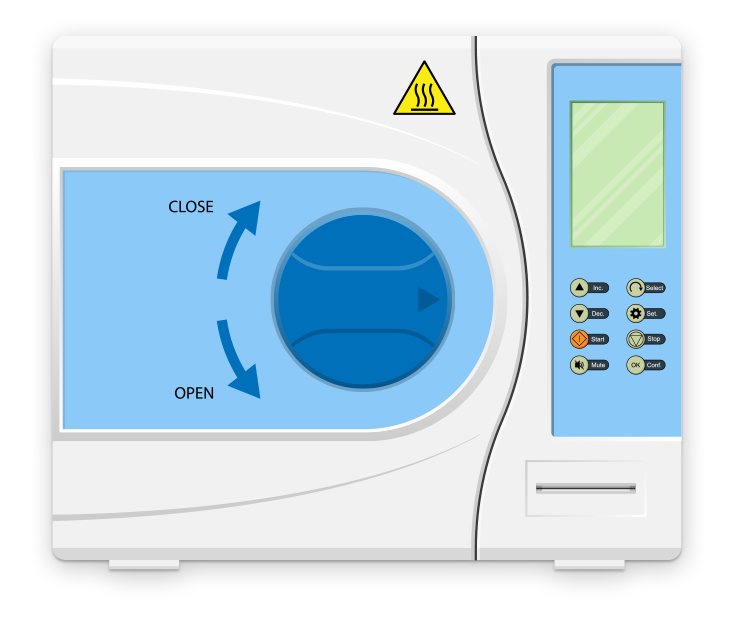 CLOSE
OPEN
Inc.
Select
Dec.
Set.
Start
Stop
Mute
OK
Conf.